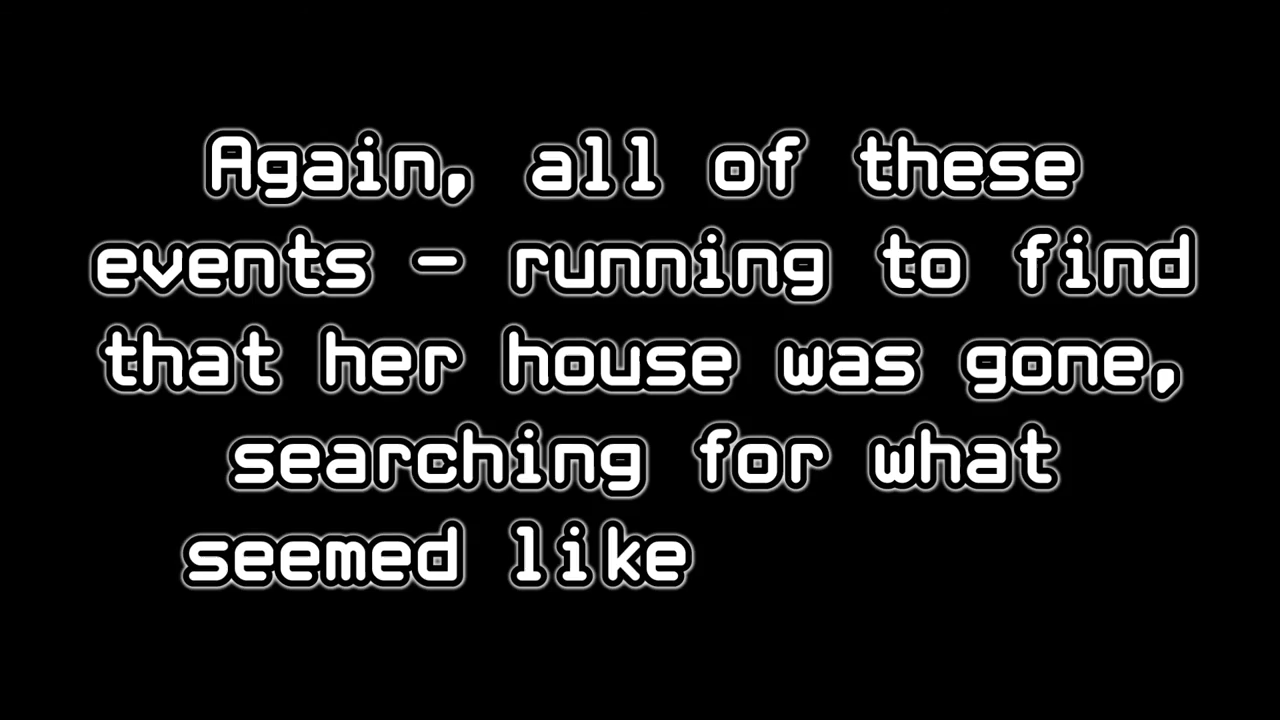 Again, all of these
events - running to find
that her house was gone,
searching for what
seemed like